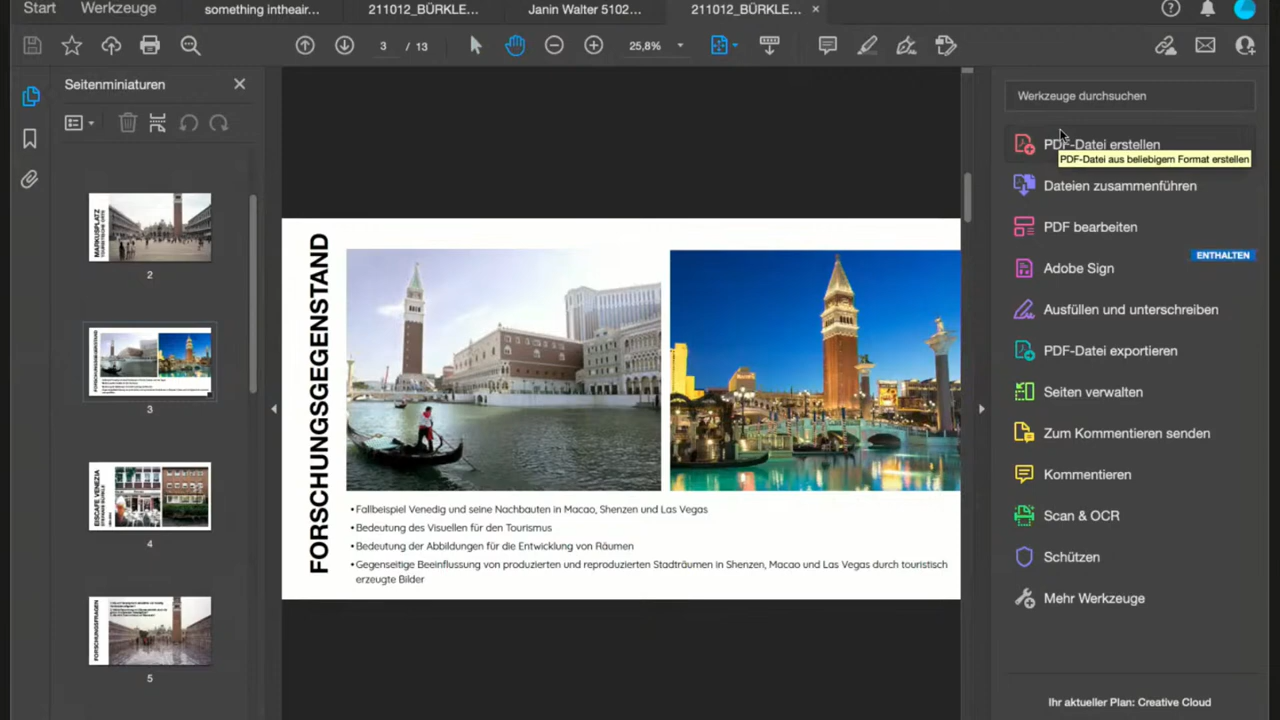 Start
Werkzeuge
something intheair...
211012_BÜRKLE...
Janin Walter 5102...
211012_BÜRKLE...
3 / 13
25,8%
Seitenminiaturen
MARKUSPLATZ
2
FORSCHUNGSGEGENSTAND
3
EISCAFE VENEZIA
4
FORSCHUNGSFRAGEN
5
FORSCHUNGSGEGENSTAND
•Fallbeispiel Venedig und seine Nachbauten in Macao, Shenzen und Las Vegas
•Bedeutung des Visuellen für den Tourismus
•Bedeutung der Abbildungen für die Entwicklung von Räumen
•Gegenseitige Beeinflussung von produzierten und reproduzierten Stadträumen in Shenzen, Macao und Las Vegas durch touristisch
erzeugte Bilder
Werkzeuge durchsuchen
PDF-Datei erstellen
PDF-Datei aus beliebigem Format erstellen
Dateien zusammenführen
PDF bearbeiten
ENTHALTEN
Adobe Sign
Ausfüllen und unterschreiben
PDF-Datei exportieren
Seiten verwalten
Zum Kommentieren senden
Kommentieren
Scan & OCR
Schützen
Mehr Werkzeuge
Ihr aktueller Plan: Creative Cloud